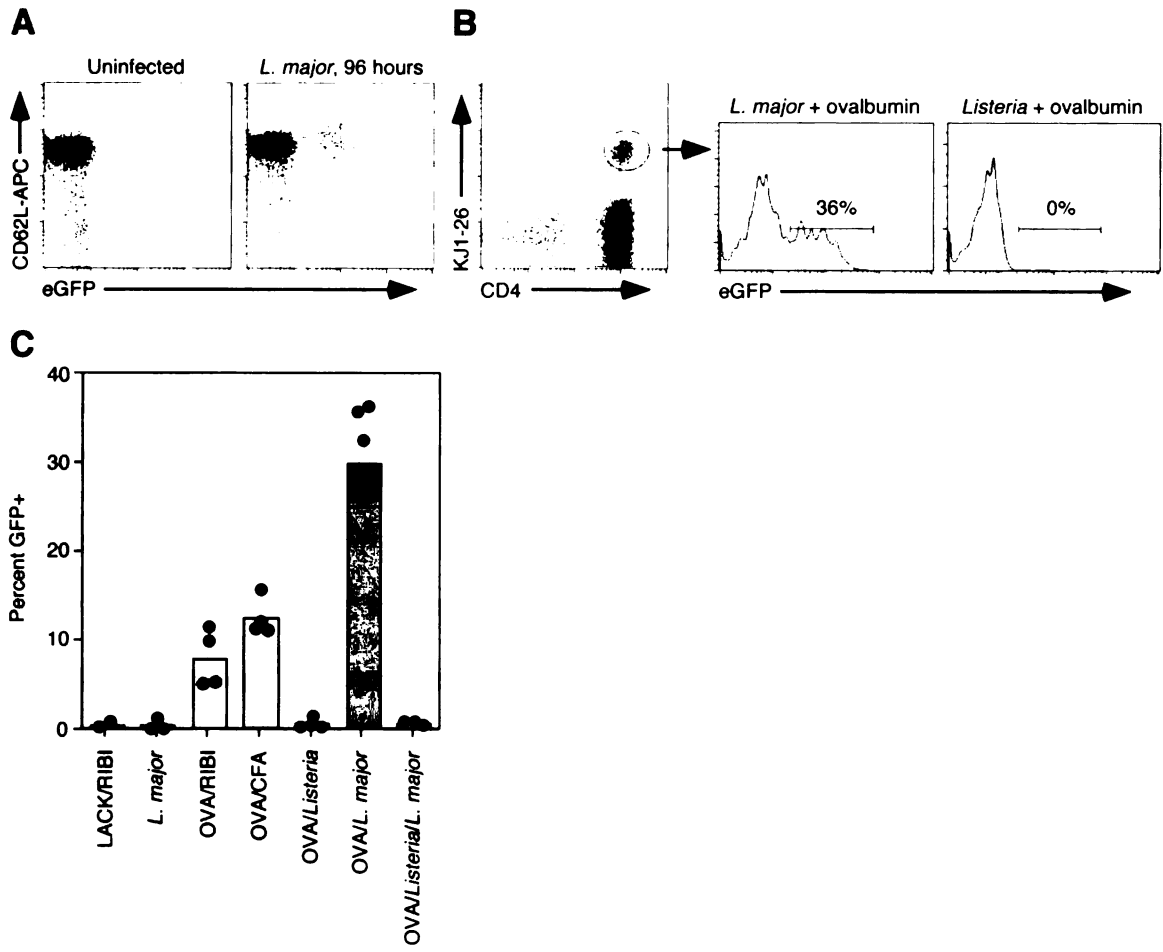 A
Uninfected
L. major, 96 hours
CD62L-APC
eGFP
B
KJ1-26
CD4
L. major + ovalbumin
36%
Listeria + ovalbumin
0%
eGFP
C
Percent GFP+
40
30
20
10
0
LACK/RIBI
L. major
OVA/RIBI
OVA/CFA
OVA/Listeria
OVA/L. major
OVA/Listeria/L. major